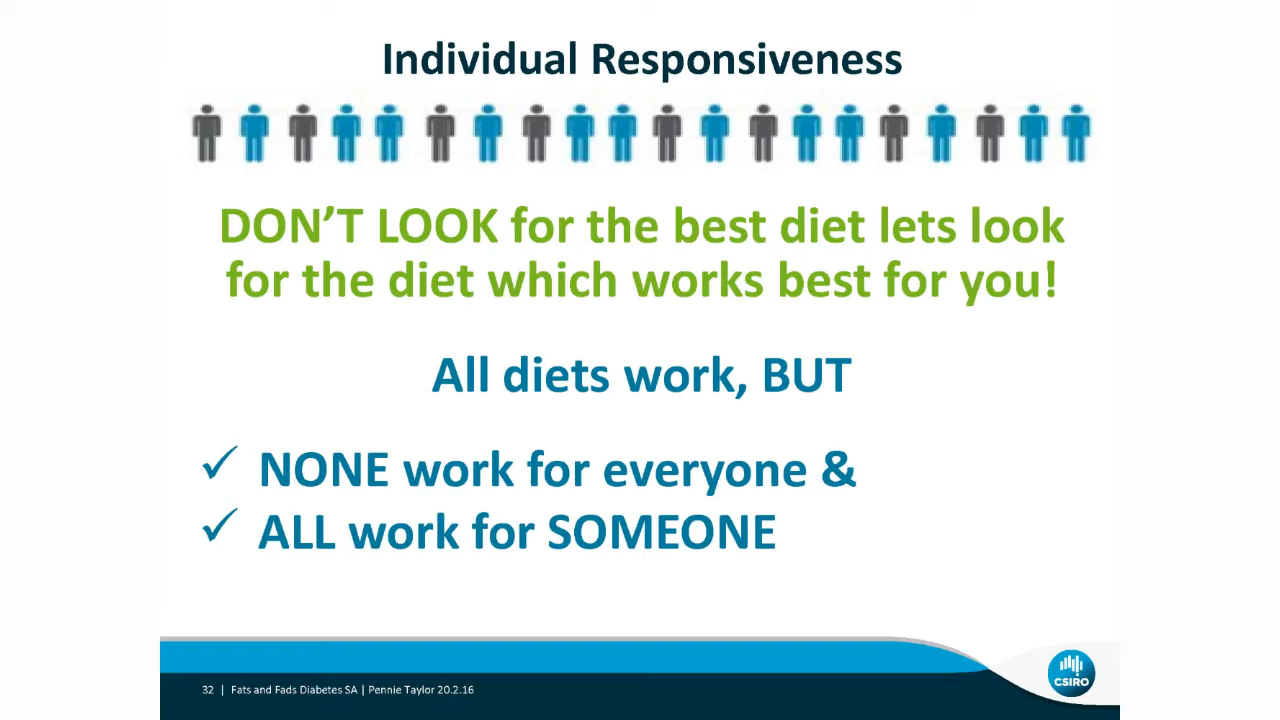 Individual Responsiveness
DON’T LOOK for the best diet lets look
for the diet which works best for you!
All diets work, BUT
✓ NONE work for everyone &
✓ ALL work for SOMEONE
32 | Fats and Fads Diabetes SA | Pennie Taylor 20.2.16
CSIRO